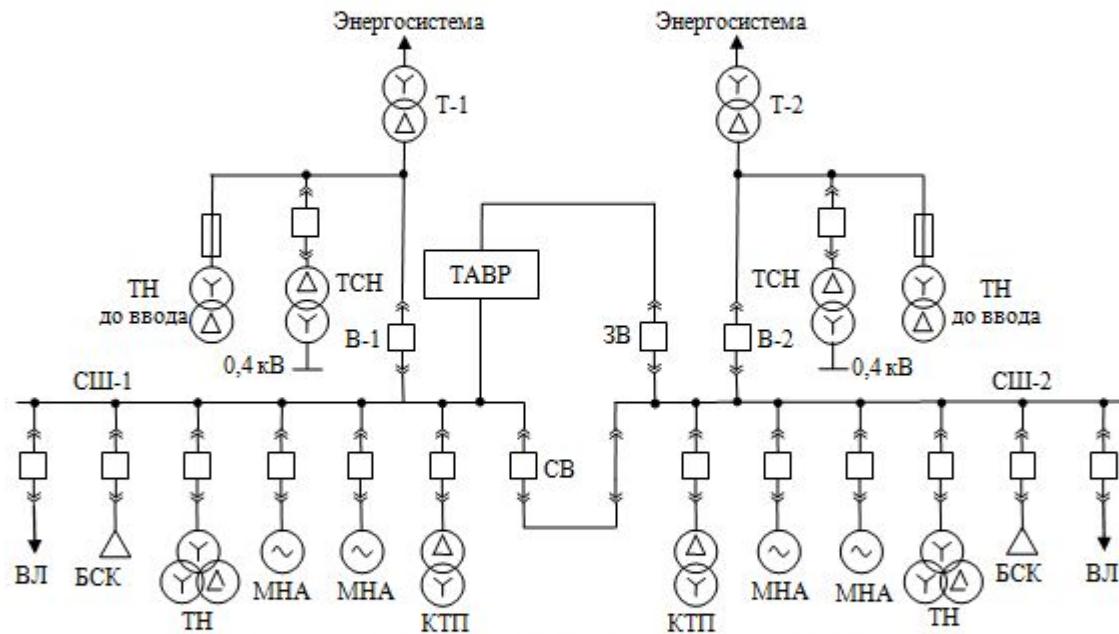 Энергосистема
Энергосистема
Т-1
Т-2
ТАВР
ТСН
ТСН
ТН
до ввода
ТН
до ввода
В-1
ЗВ
В-2
0,4 кВ
0,4 кВ
СШ-1
СШ-2
СВ
ВЛ
БСК
ТН
МНА
МНА
КТП
КТП
МНА
МНА
ТН
БСК
ВЛ